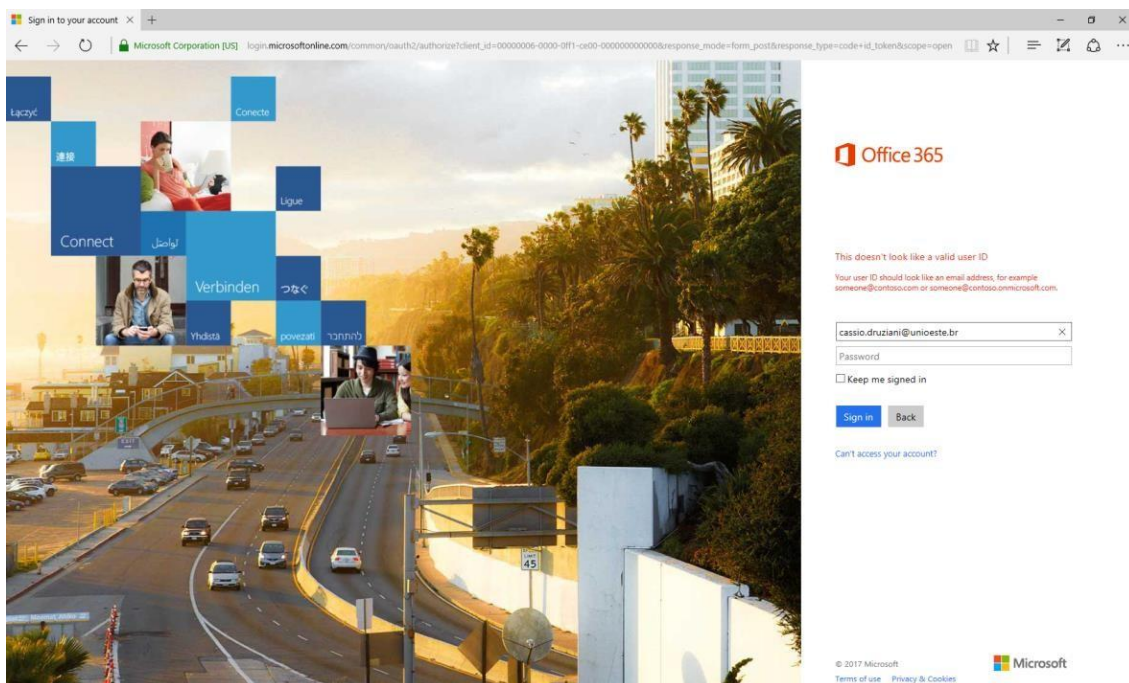 Sign in to your account
Microsoft Corporation [US] login.microsoftonline.com/common/oauth2/authorize?client_id=00000006-0000-0ff1-ce00-000000000000&response_mode=form_post&response_type=code+id_token&scope=open
Łączyć
Conecte
連接
Ligue
Connect
تواصل
Verbinden
つなぐ
Yhdistä
povezati
להתחבר
EXIT
LIMIT
45
Office 365
This doesn't look like a valid user ID
Your user ID should look like an email address, for example
someone@contoso.com or someone@contoso.onmicrosoft.com.
cassio.druziani@unioeste.br
Password
Keep me signed in
Sign in
Back
Can't access your account?
© 2017 Microsoft
Terms of use Privacy & Cookies
Microsoft